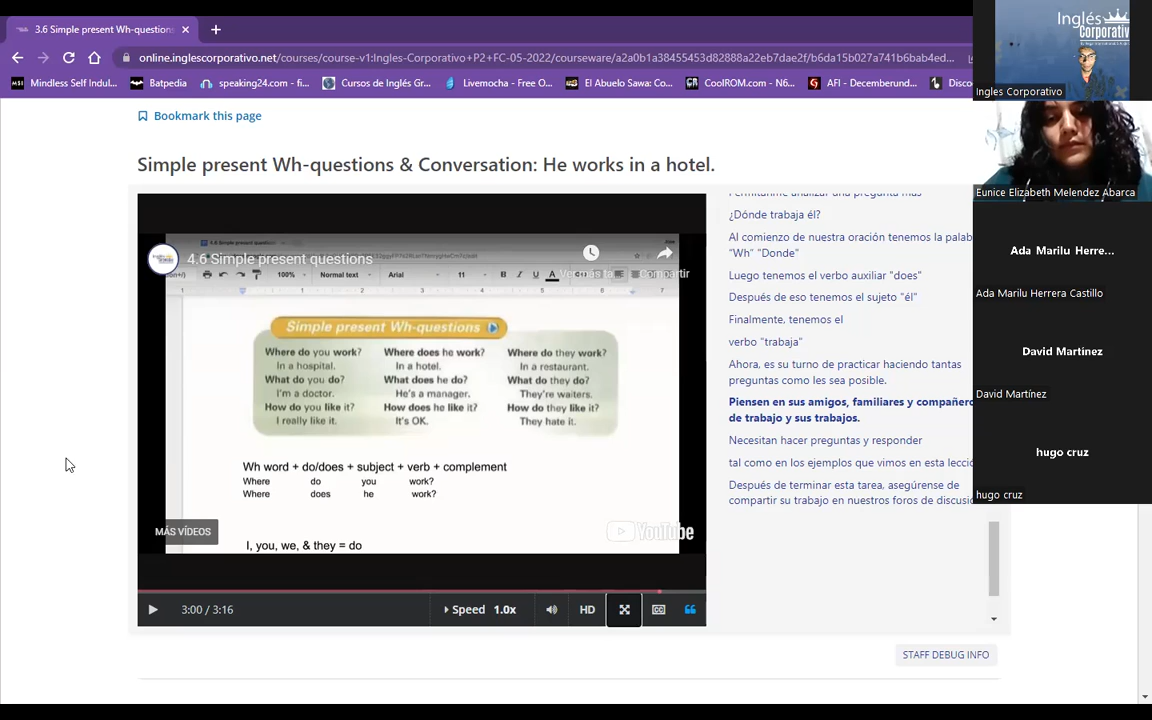 3.6 Simple present Wh-questions
online.inglescorporativo.net/courses/course-v1:Ingles-Corporativo+P2+FC-05-2022/courseware/a2a0b1a38455453d82888a22eb7dae2f/b6da15b027a741b6bab4ed...
Mindless Self Indul...
Batpedia
speaking24.com - fi...
Cursos de Inglés Gr...
Livemocha - Free O...
El Abuelo Sawa: Co...
CoolROM.com - N6...
AFI - Decemberund...
Disco
Bookmark this page
Simple present Wh-questions & Conversation: He works in a hotel.
4.6 Simple present questions
Compartir
100%
Normal text
Arial
11
Simple present Wh-questions
Where do you work? Where does he work? Where do they work?
In a hospital. In a hotel. In a restaurant.
What do you do? What does he do? What do they do?
I'm a doctor. He's a manager. They're waiters.
How do you like it? How does he like it? How do they like it?
I really like it. It's OK. They hate it.
Wh word + do/does + subject + verb + complement
Where do you work?
Where does he work?
MÁS VÍDEOS
YouTube
I, you, we, & they = do
3:00 / 3:16
Speed 1.0x
HD
CC
¿Dónde trabaja él?
Al comienzo de nuestra oración tenemos la palab
"Wh" "Donde"
Luego tenemos el verbo auxiliar "does"
Después de eso tenemos el sujeto "él"
Finalmente, tenemos el
verbo "trabaja"
Ahora, es su turno de practicar haciendo tantas
preguntas como les sea posible.
Piensen en sus amigos, familiares y compañero
de trabajo y sus trabajos.
Necesitan hacer preguntas y responder
tal como en los ejemplos que vimos en esta lecció
Después de terminar esta tarea, asegúrense de
compartir su trabajo en nuestros foros de discusió
STAFF DEBUG INFO
Inglés
Corporativ
Ingles Corporativo
Eunice Elizabeth Melendez Abarca
Ada Marilu Herre...
Ada Marilu Herrera Castillo
David Martinez
David Martínez
hugo cruz
hugo cruz